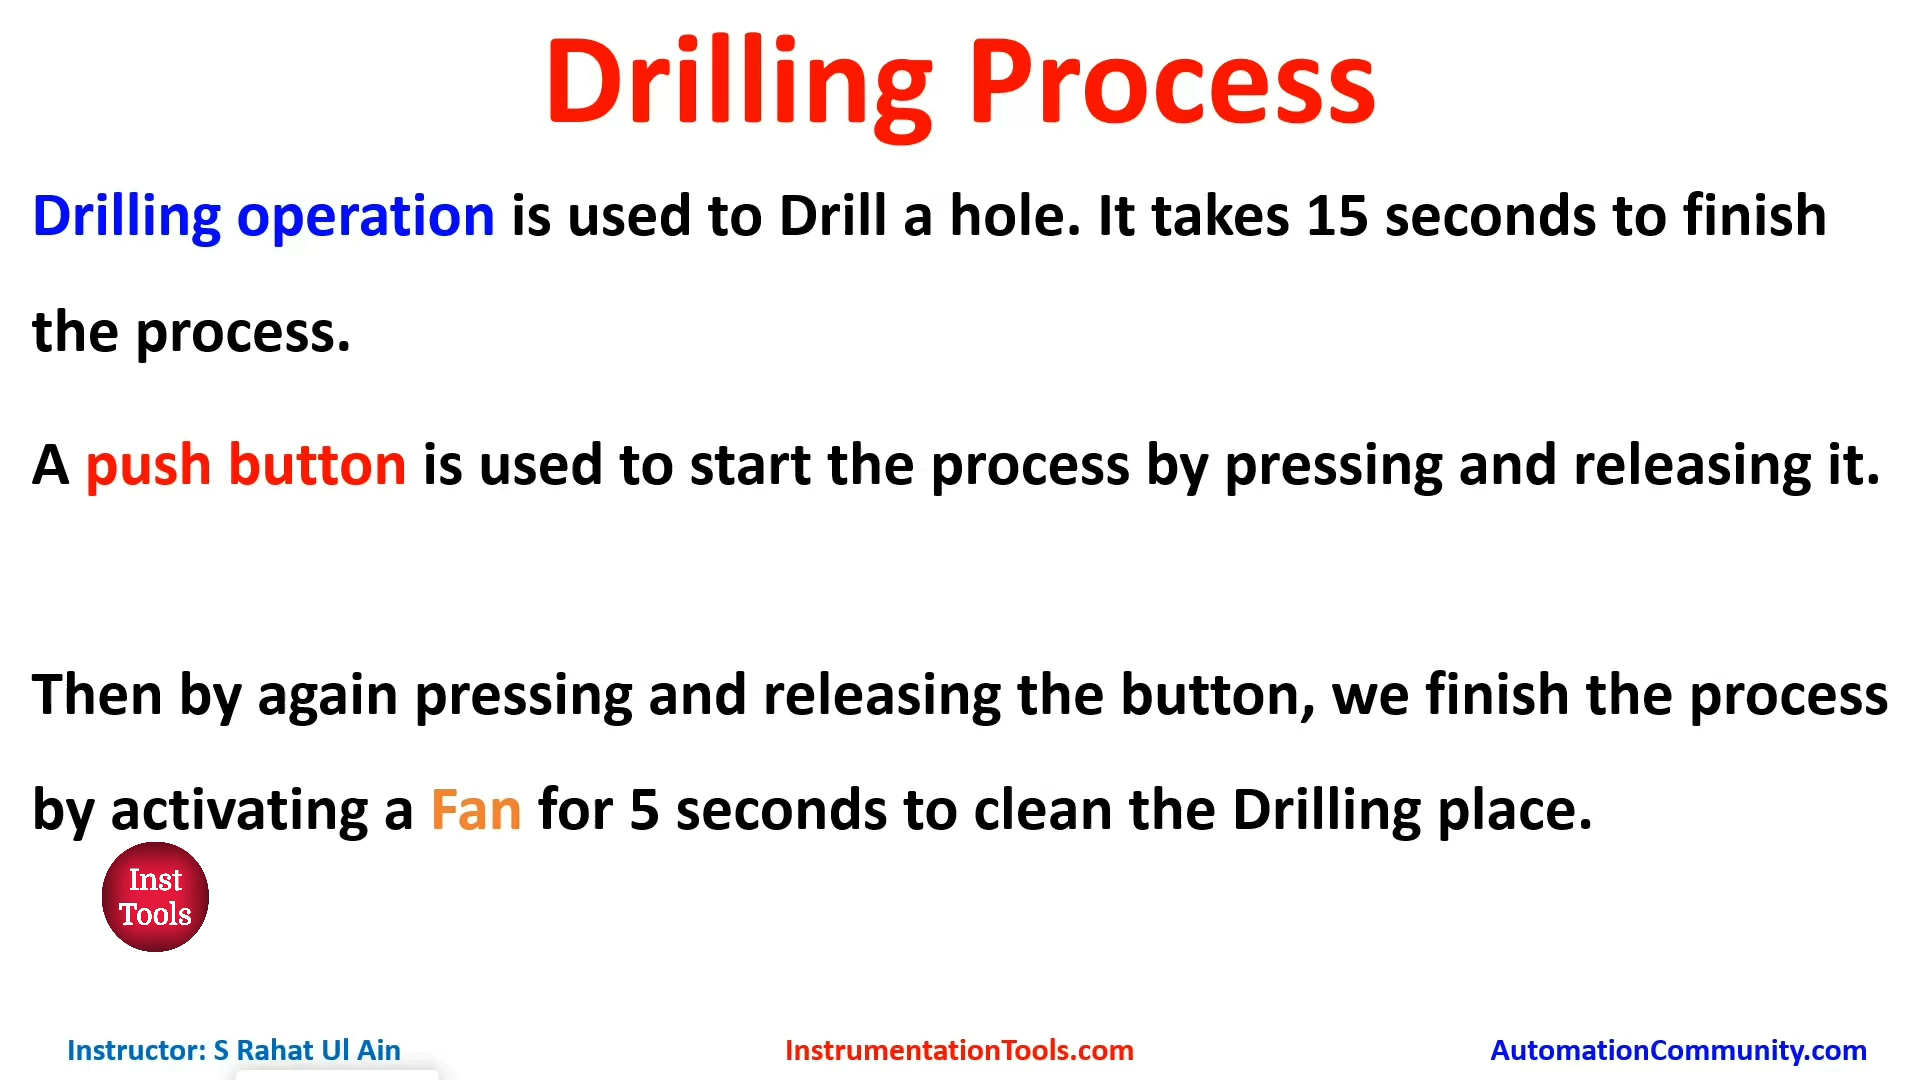 Drilling Process
Drilling operation is used to Drill a hole. It takes 15 seconds to finish
the process.
A push button is used to start the process by pressing and releasing it.
Then by again pressing and releasing the button, we finish the process
by activating a Fan for 5 seconds to clean the Drilling place.
Inst
Tools
Instructor: S Rahat Ul Ain
InstrumentationTools.com
AutomationCommunity.com